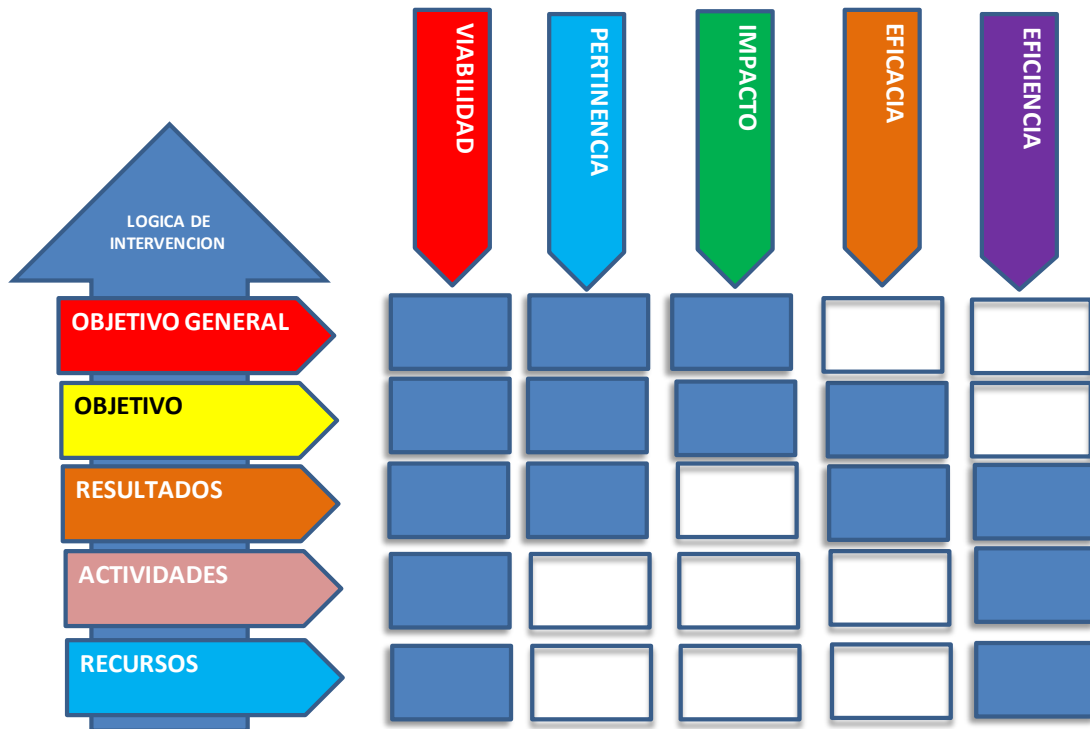 VIABILIDAD
PERTINENCIA
IMPACTO
EFICACIA
EFICIENCIA
LOGICA DE
INTERVENCION
OBJETIVO GENERAL
OBJETIVO
RESULTADOS
ACTIVIDADES
RECURSOS